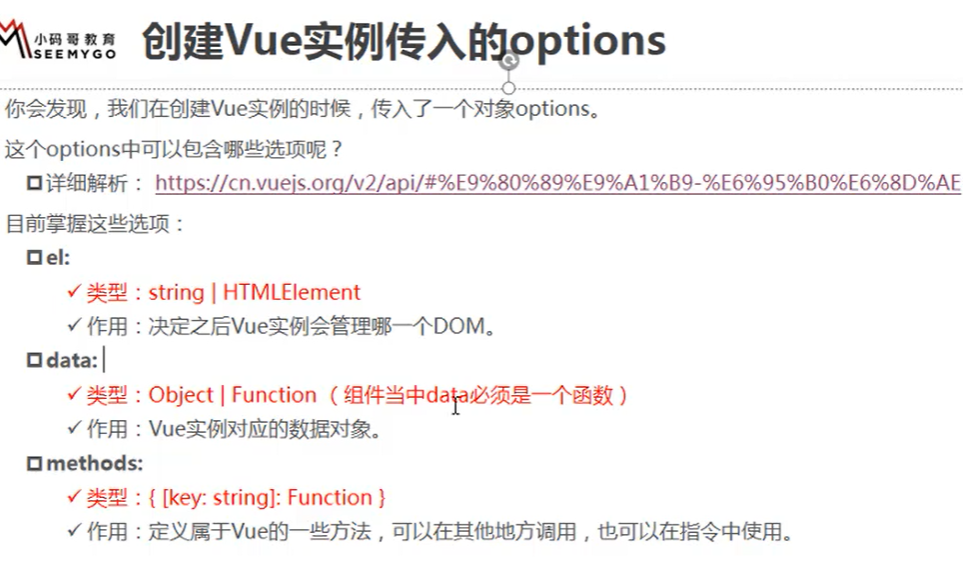 小码哥教育
SEEMYGO
创建Vue实例传入的options
你会发现，我们在创建Vue实例的时候，传入了一个对象options。
这个options中可以包含哪些选项呢？
详细解析： https://cn.vuejs.org/v2/api/#%E9%80%89%E9%A1%B9-%E6%95%B0%E6%8D%AE
目前掌握这些选项：
el:
类型：string | HTMLElement
作用：决定之后Vue实例会管理哪一个DOM。
data:
类型：Object | Function （组件当中data必须是一个函数）
作用：Vue实例对应的数据对象。
methods:
类型：{ [key: string]: Function }
作用：定义属于Vue的一些方法，可以在其他地方调用，也可以在指令中使用。